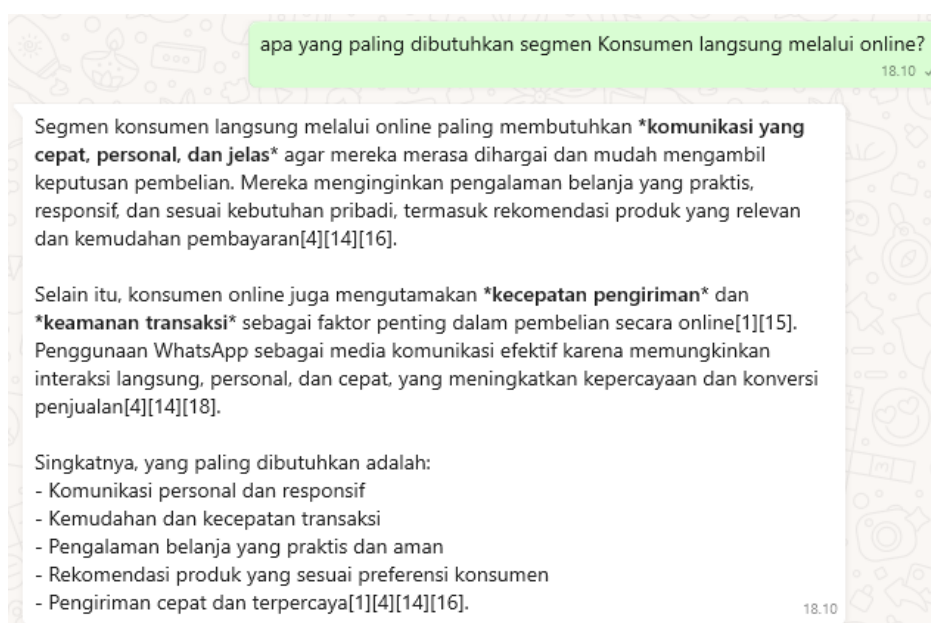 apa yang paling dibutuhkan segmen Konsumen langsung melalui online?
18.10
Segmen konsumen langsung melalui online paling membutuhkan *komunikasi yang
cepat, personal, dan jelas* agar mereka merasa dihargai dan mudah mengambil
keputusan pembelian. Mereka menginginkan pengalaman belanja yang praktis,
responsif, dan sesuai kebutuhan pribadi, termasuk rekomendasi produk yang relevan
dan kemudahan pembayaran[4][14][16].
Selain itu, konsumen online juga mengutamakan *kecepatan pengiriman* dan
*keamanan transaksi* sebagai faktor penting dalam pembelian secara online[1][15].
Penggunaan WhatsApp sebagai media komunikasi efektif karena memungkinkan
interaksi langsung, personal, dan cepat, yang meningkatkan kepercayaan dan konversi
penjualan[4][14][18].
Singkatnya, yang paling dibutuhkan adalah:
- Komunikasi personal dan responsif
- Kemudahan dan kecepatan transaksi
- Pengalaman belanja yang praktis dan aman
- Rekomendasi produk yang sesuai preferensi konsumen
- Pengiriman cepat dan terpercaya[1][4][14][16].
18.10